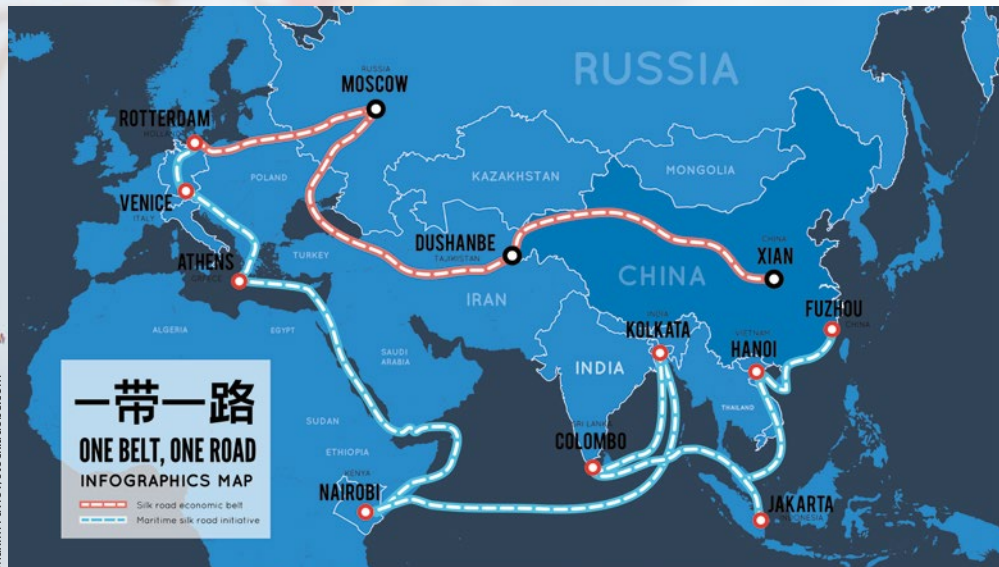 RUSSIA
RUSSIA
MOSCOW
ROTTERDAM
HOLLAND
POLAND
KAZAKHSTAN
MONGOLIA
VENICE
ITALY
DUSHANBE
TAJIKISTAN
CHINA
XIAN
ATHENS
GREECE
TURKEY
CHINA
IRAN
FUZHOU
CHINA
INDIA
KOLKATA
VIETNAM
HANOI
ALGERIA
EGYPT
SAUDI
ARABIA
INDIA
THAILAND
SUDAN
SRI LANKA
COLOMBO
ETHIOPIA
KENYA
NAIROBI
JAKARTA
INDONESIA
一带一路
ONE BELT, ONE ROAD
INFOGRAPHICS MAP
Silk road economic belt
Maritime silk road initiative